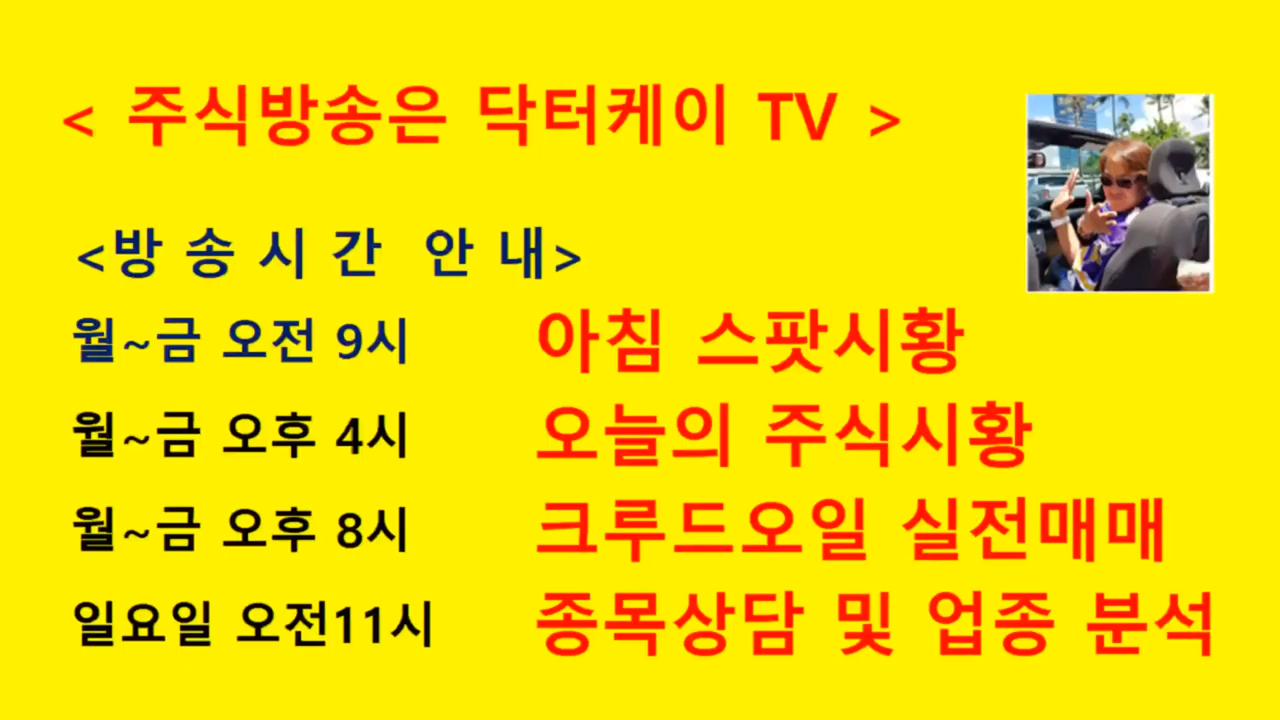 < 주식방송은 닥터케이 TV >
<방 송 시 간 안 내>
월~금 오전 9시 아침 스팟시황
월~금 오후 4시 오늘의 주식시황
월~금 오후 8시 크루드오일 실전매매
일요일 오전11시 종목상담 및 업종 분석